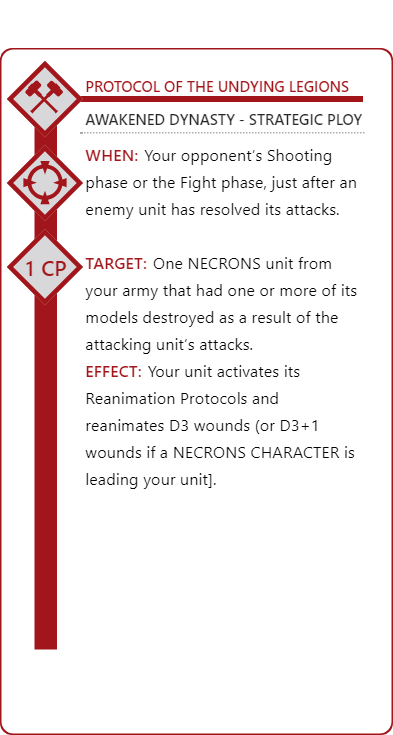 PROTOCOL OF THE UNDYING LEGIONS
AWAKENED DYNASTY - STRATEGIC PLOY
WHEN: Your opponent's Shooting
phase or the Fight phase, just after an
enemy unit has resolved its attacks.
1 CP
TARGET: One NECRONS unit from
your army that had one or more of its
models destroyed as a result of the
attacking unit's attacks.
EFFECT: Your unit activates its
Reanimation Protocols and
reanimates D3 wounds (or D3+1
wounds if a NECRONS CHARACTER is
leading your unit].